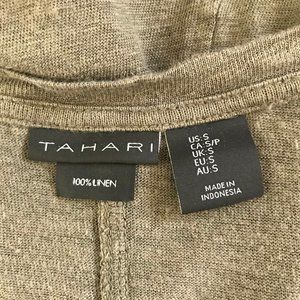 TAHARI
100% LINEN
US:S
CA:S/P
UK:S
EU:S
AU:S
MADE IN
INDONESIA